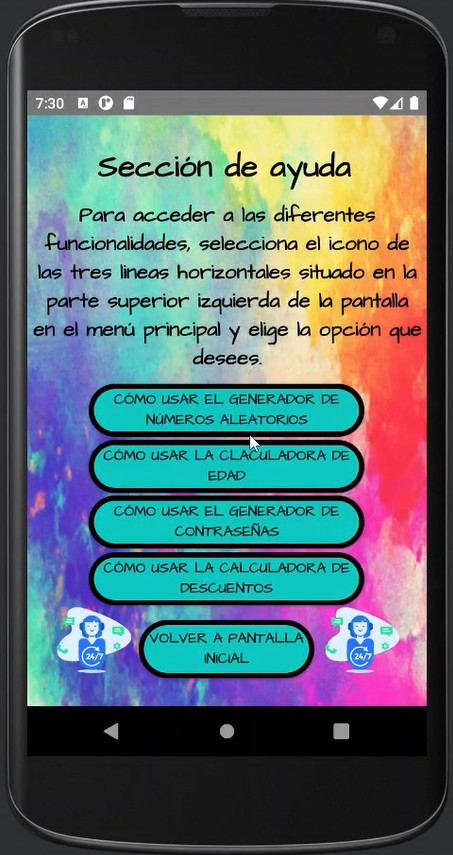 7:30
Sección de ayuda
Para acceder a las diferentes
funcionalidades, selecciona el icono de
las tres lineas horizontales situado en la
parte superior izquierda de la pantalla
en el menú principal y elige la opción que
desees.
CÓMO USAR EL GENERADOR DE
NÚMEROS ALEATORIOS
CÓMO USAR LA CLACULADORA DE
EDAD
CÓMO USAR EL GENERADOR DE
CONTRASEÑAS
CÓMO USAR LA CALCULADORA DE
DESCUENTOS
24/7
VOLVER A PANTALLA
INICIAL
24/7